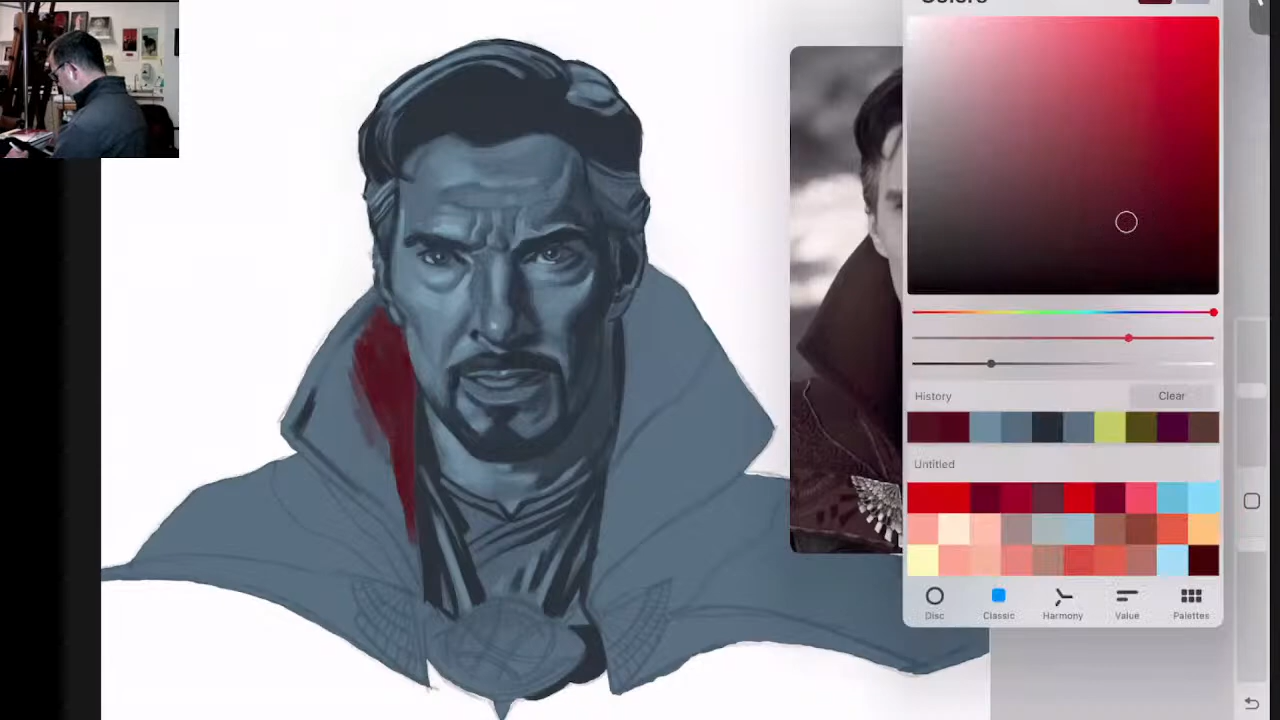 Colors
History
Clear
Untitled
Disc
Classic
Harmony
Value
Palettes